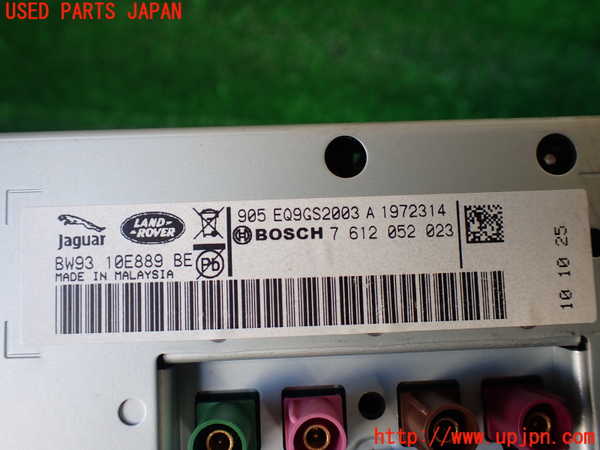 USED PARTS JAPAN
Jaguar
LAND-
ROVER
905 EQ9GS2003 A 1972314
BOSCH 7 612 052 023
BW93 10E889 BE
Pb
MADE IN MALAYSIA
10 10 25
http://www.upjpn.com/